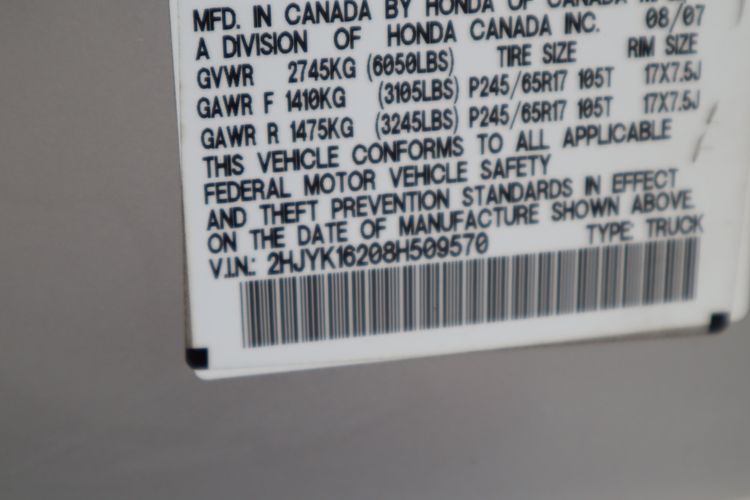 MFD. IN CANADA BY HONDA OF CANADA
A DIVISION OF HONDA CANADA INC. 08/07
GVWR 2745KG (6050LBS) TIRE SIZE RIM SIZE
GAWR F 1410KG (3105LBS) P245/65R17 105T 17X7.5J
GAWR R 1475KG (3245LBS) P245/65R17 105T 17X7.5J
THIS VEHICLE CONFORMS TO ALL APPLICABLE
FEDERAL MOTOR VEHICLE SAFETY
AND THEFT PREVENTION STANDARDS IN EFFECT
ON THE DATE OF MANUFACTURE SHOWN ABOVE.
V.I.N.: 2HJYK16208H509570 TYPE: TRUCK